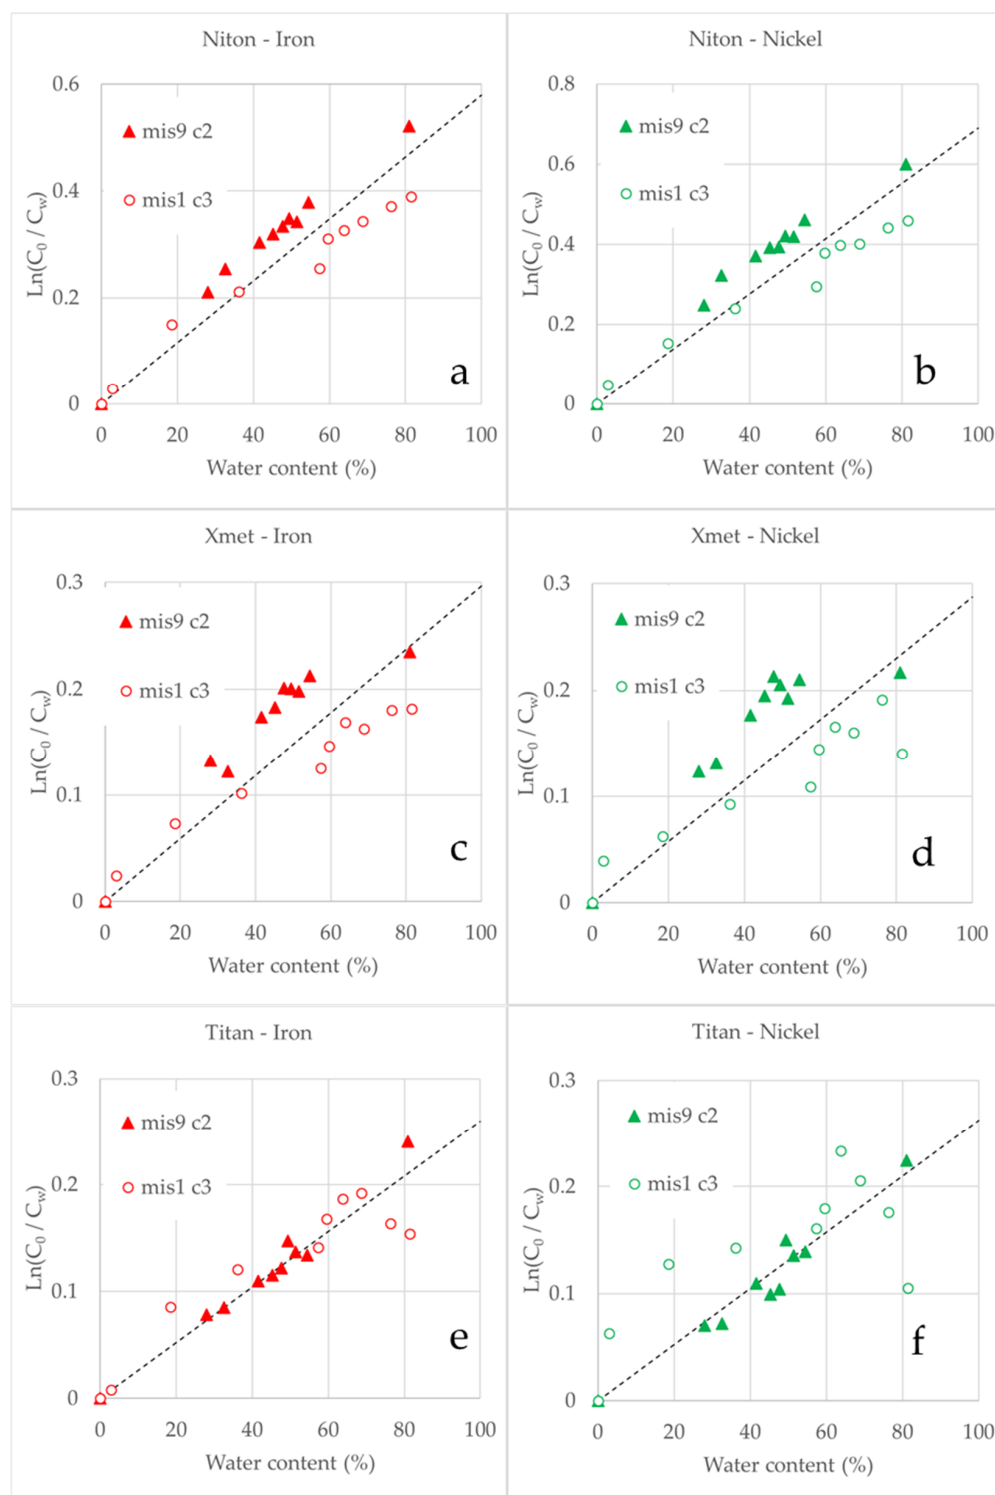 Niton - Iron
0.6
0.4
0.2
0
Ln(C0 / Cw)
mis9 c2
mis1 c3
a
0 20 40 60 80 100
Water content (%)
Niton - Nickel
0.8
0.6
0.4
0.2
0
Ln(C0 / Cw)
mis9 c2
mis1 c3
b
0 20 40 60 80 100
Water content (%)
Xmet - Iron
0.3
0.2
0.1
0
Ln(C0 / Cw)
mis9 c2
mis1 c3
c
0 20 40 60 80 100
Water content (%)
Xmet - Nickel
0.3
0.2
0.1
0
Ln(C0 / Cw)
mis9 c2
mis1 c3
d
0 20 40 60 80 100
Water content (%)
Titan - Iron
0.3
0.2
0.1
0
Ln(C0 / Cw)
mis9 c2
mis1 c3
e
0 20 40 60 80 100
Water content (%)
Titan - Nickel
0.3
0.2
0.1
0
Ln(C0 / Cw)
mis9 c2
mis1 c3
f
0 20 40 60 80 100
Water content (%)